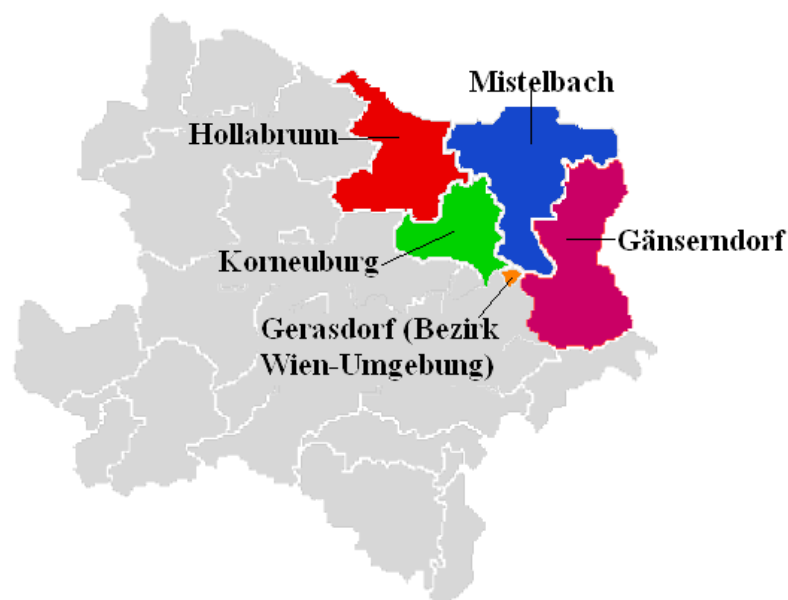 Mistelbach
Hollabrunn
Gänserndorf
Korneuburg
Gerasdorf (Bezirk
Wien-Umgebung)